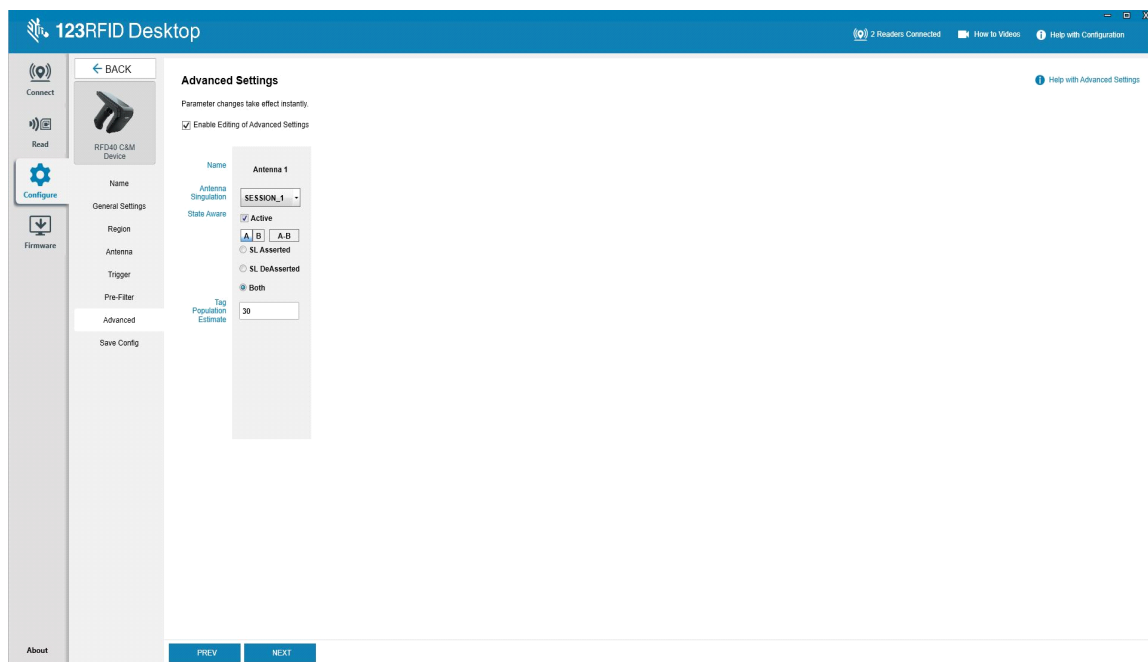 123RFID Desktop
2 Readers Connected
How to Videos
Help with Configuration
Connect
Read
Configure
Firmware
About
BACK
RFD40 C&M
Device
Name
General Settings
Region
Antenna
Trigger
Pre-Filter
Advanced
Save Config
Advanced Settings
Help with Advanced Settings
Parameter changes take effect instantly.
Enable Editing of Advanced Settings
Name
Antenna 1
Antenna
Singulation
SESSION_1
State Aware
Active
A B A-B
SL Asserted
SL DeAsserted
Both
Tag
Population
Estimate
30
PREV NEXT